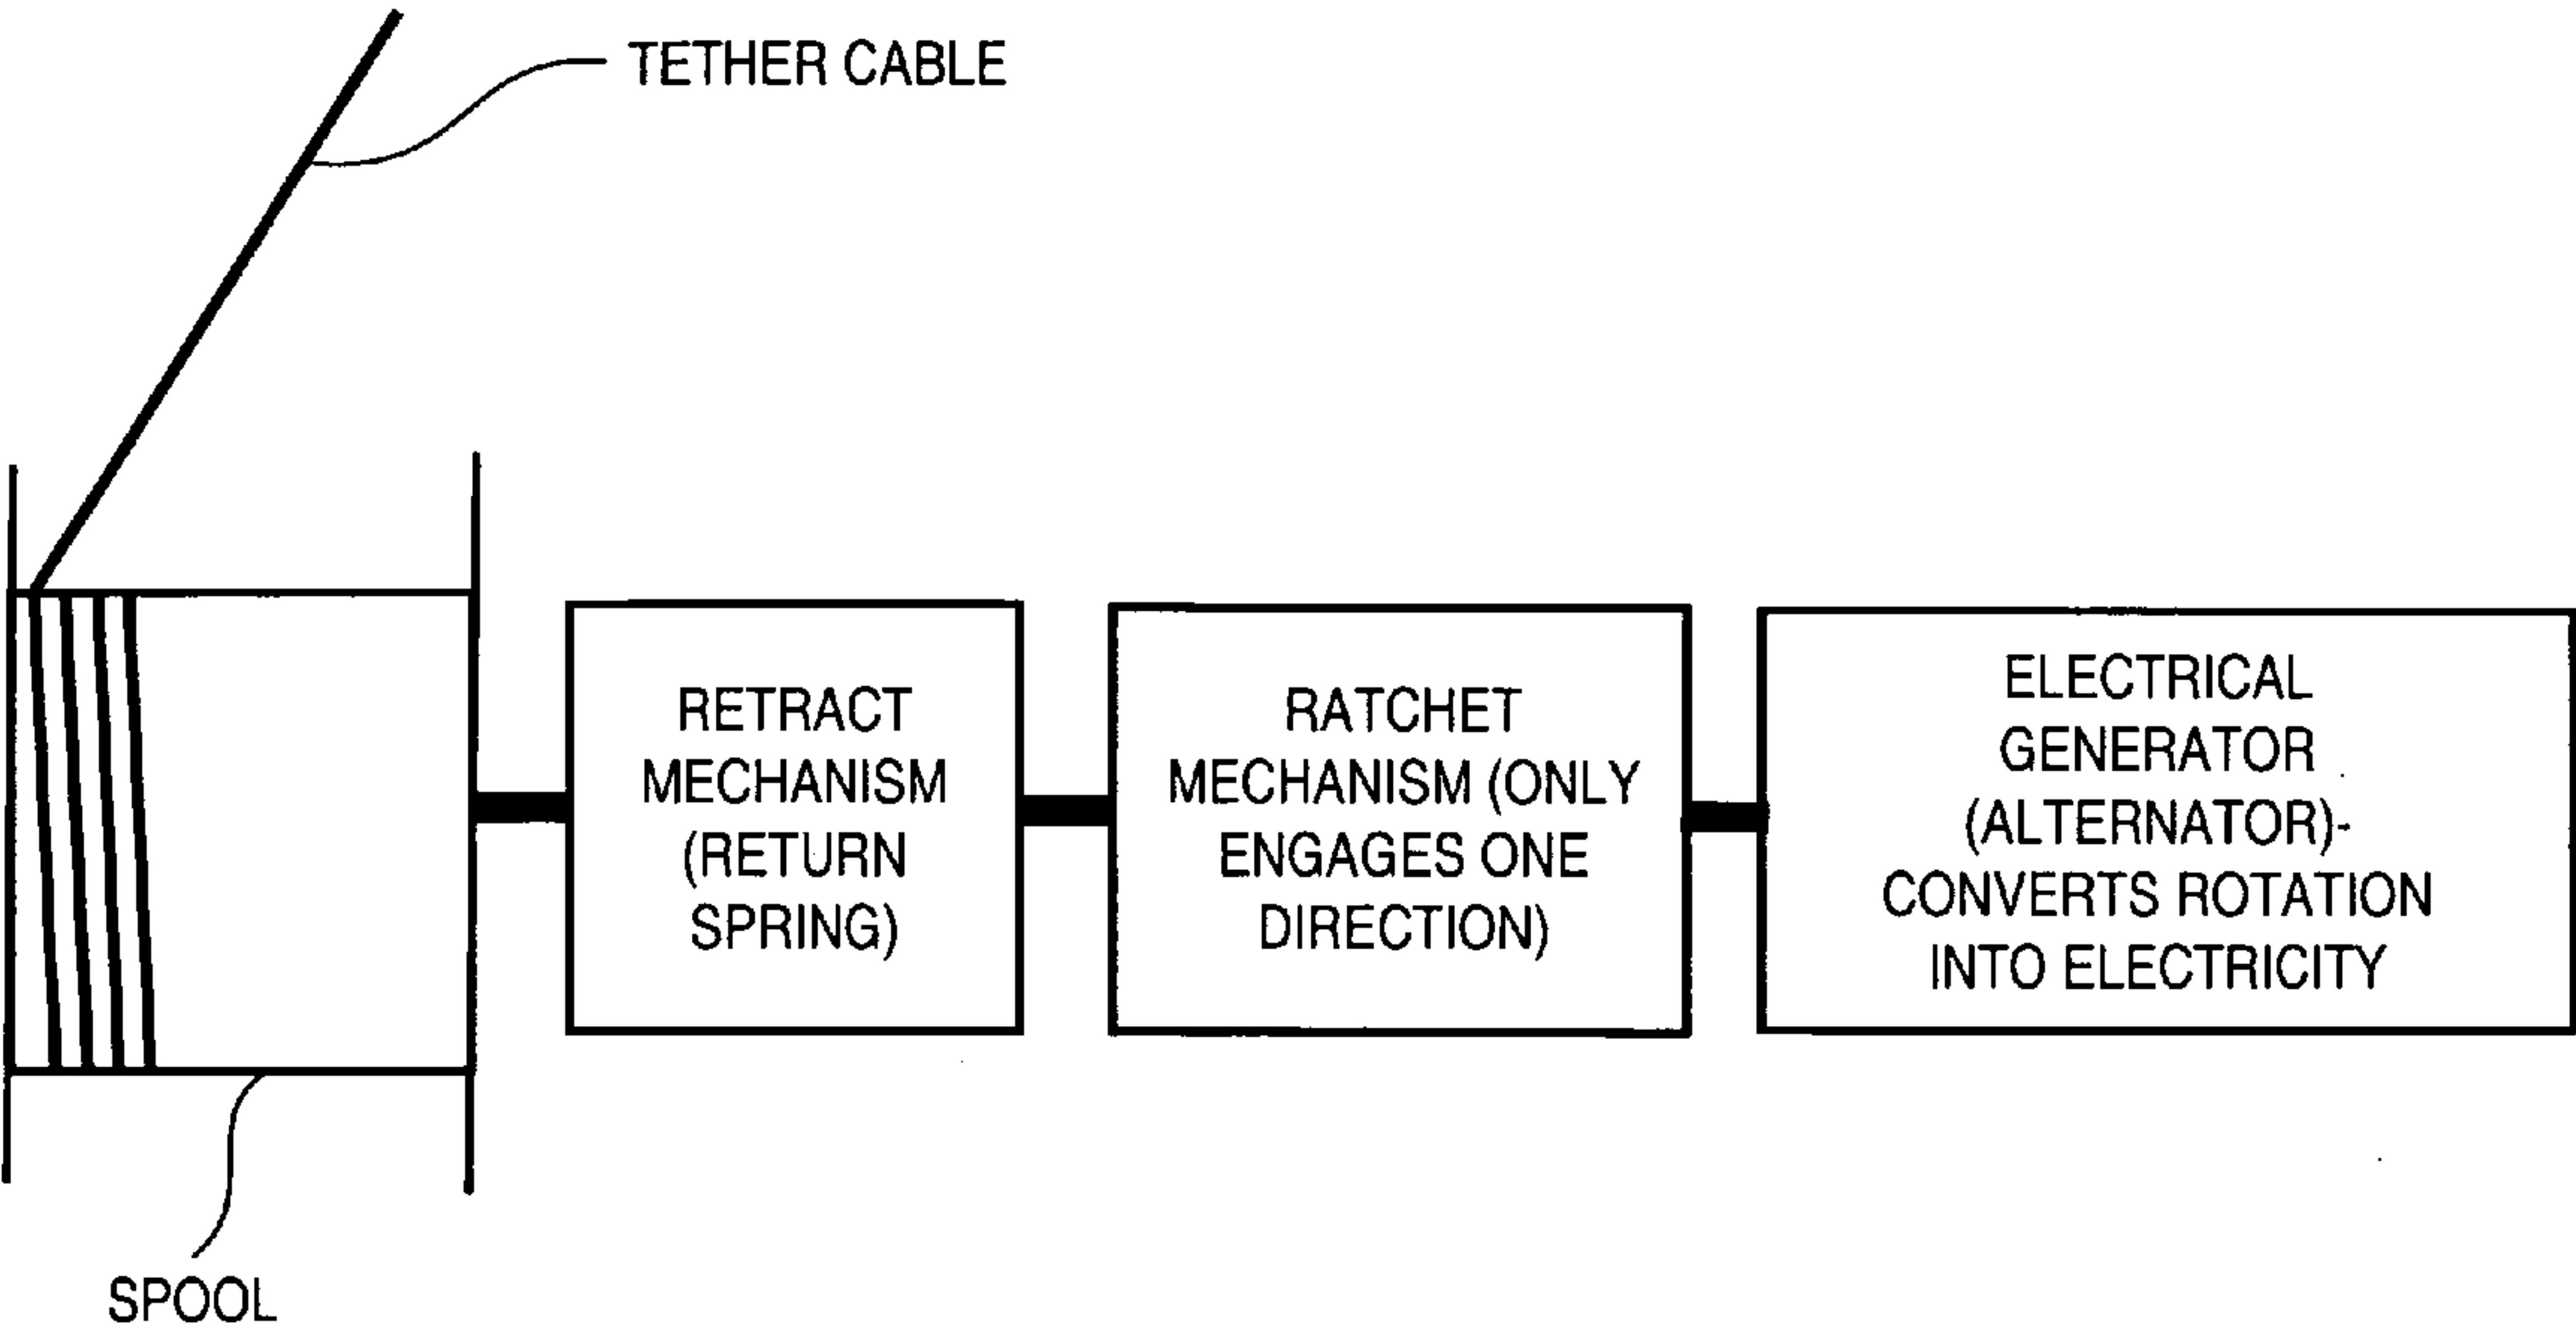 TETHER CABLE
RETRACT
MECHANISM
(RETURN
SPRING)
RATCHET
MECHANISM (ONLY
ENGAGES ONE
DIRECTION)
ELECTRICAL
GENERATOR
(ALTERNATOR)-
CONVERTS ROTATION
INTO ELECTRICITY
SPOOL